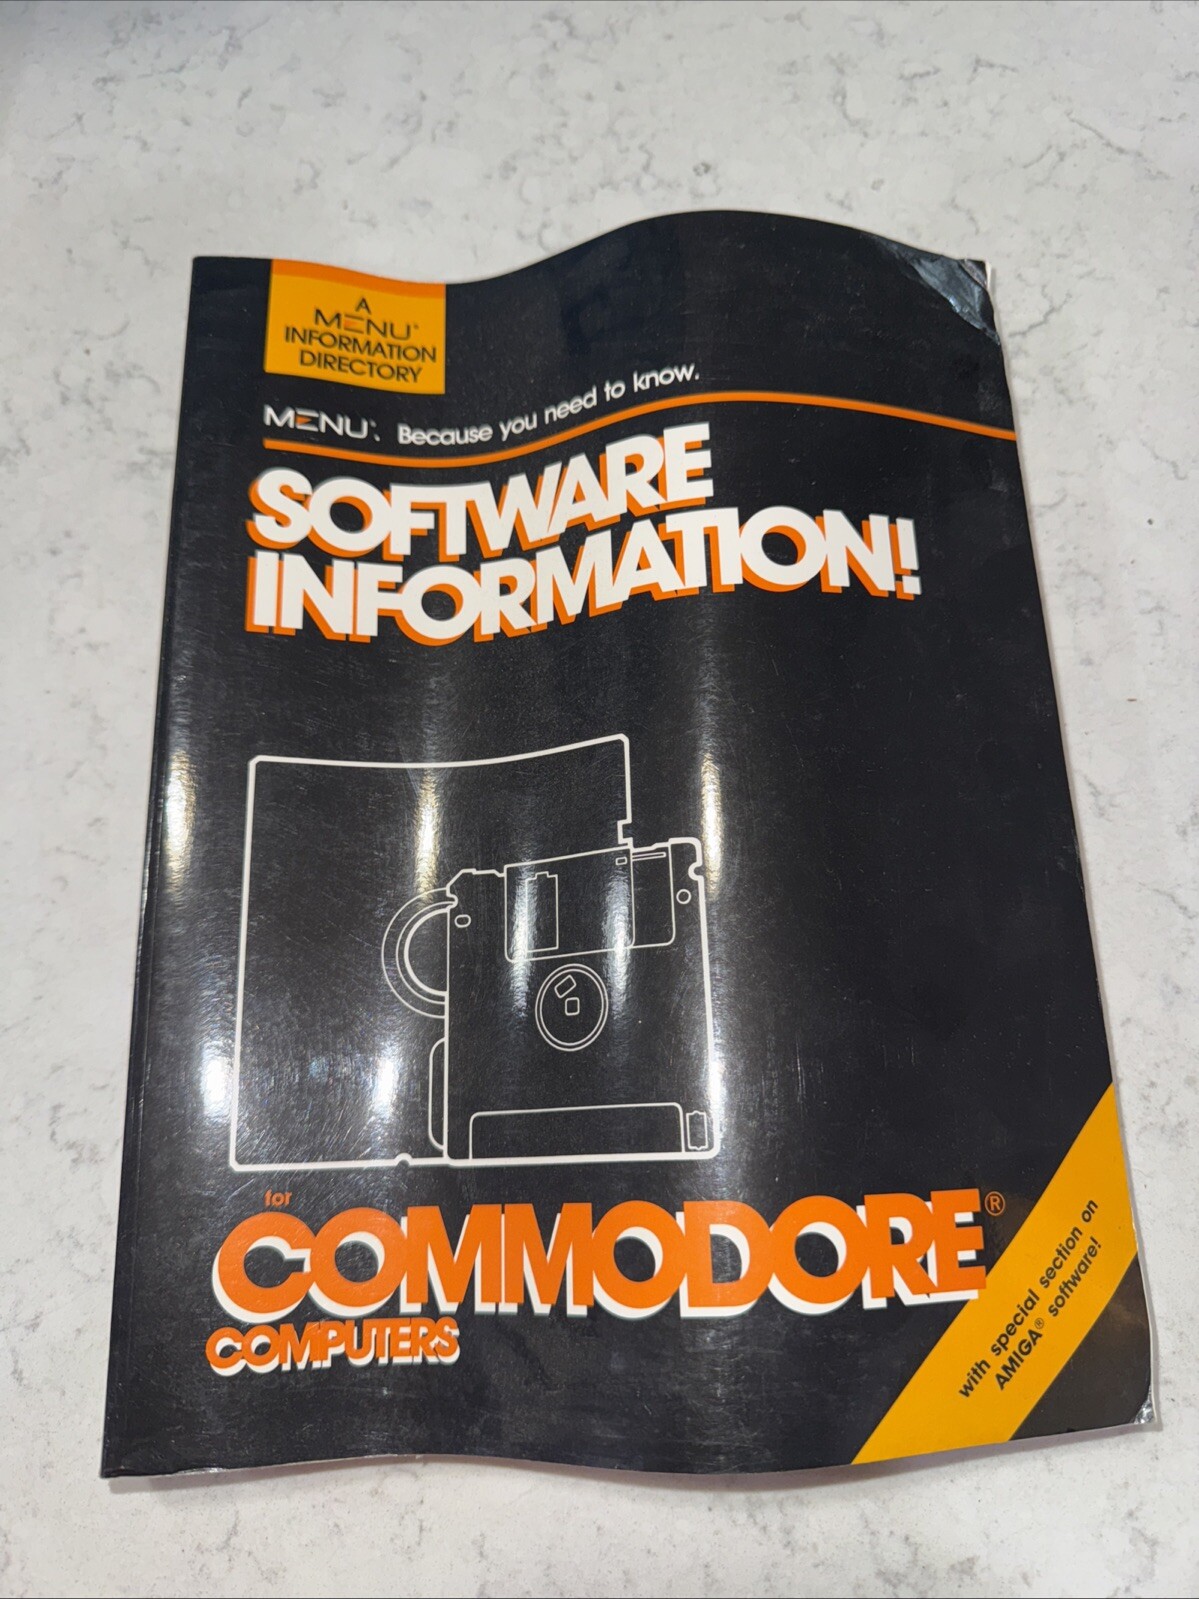 A
MENU®
INFORMATION
DIRECTORY
MENU®. Because you need to know.
SOFTWARE
INFORMATION!
for
COMMODORE®
COMPUTERS
with special section on
AMIGA® software!